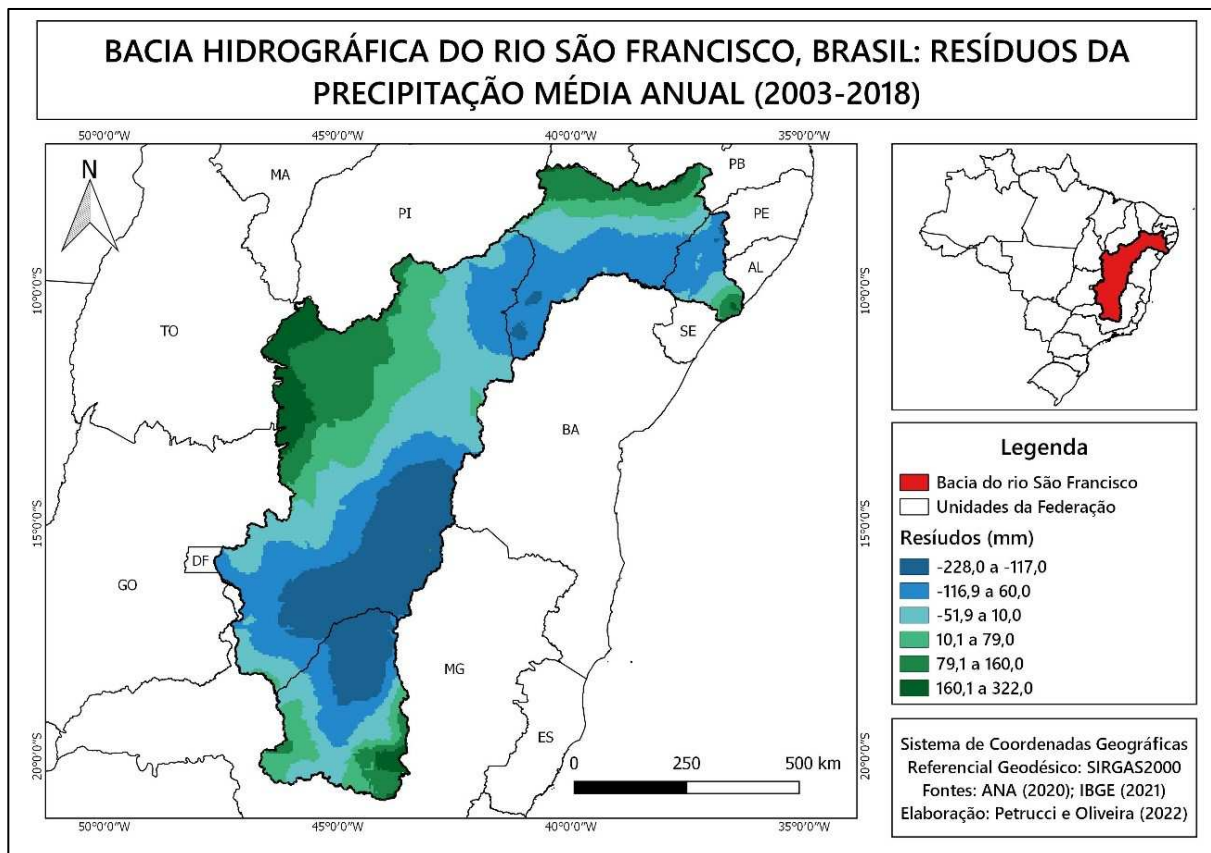 BACIA HIDROGRÁFICA DO RIO SÃO FRANCISCO, BRASIL: RESÍDUOS DA
PRECIPITAÇÃO MÉDIA ANUAL (2003-2018)
50°0'0"W
45°0'0"W
40°0'0"W
35°0'0"W
N
MA
PI
PB
PE
AL
SE
TO
BA
DF
GO
MG
ES
10°0'0"S
15°0'0"S
20°0'0"S
10°0'0"S
15°0'0"S
20°0'0"S
0
250
500 km
50°0'0"W
45°0'0"W
40°0'0"W
35°0'0"W
Legenda
Bacia do rio São Francisco
Unidades da Federação
Resíduos (mm)
-228,0 a -117,0
-116,9 a 60,0
-51,9 a 10,0
10,1 a 79,0
79,1 a 160,0
160,1 a 322,0
Sistema de Coordenadas Geográficas
Referencial Geodésico: SIRGAS2000
Fontes: ANA (2020); IBGE (2021)
Elaboração: Petrucci e Oliveira (2022)